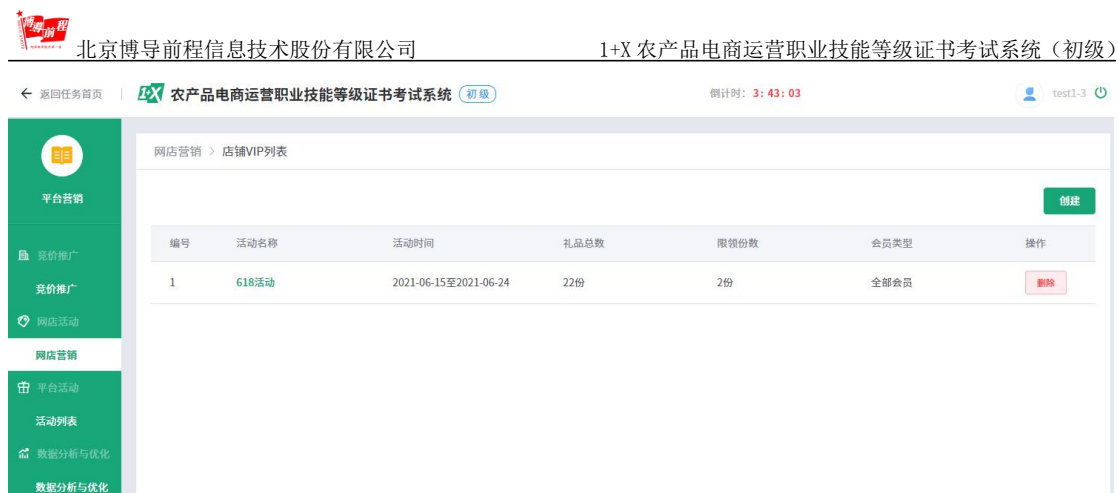 博导前程
北京博导前程信息技术股份有限公司 1+X 农产品电商运营职业技能等级证书考试系统（初级）
← 返回任务首页 1+X 农产品电商运营职业技能等级证书考试系统 初级 倒计时：3:43:03 test1-3
平台营销
竞价推广
竞价推广
网店活动
网店营销
平台活动
活动列表
数据分析与优化
数据分析与优化
网店营销 > 店铺VIP列表
创建
编号 活动名称 活动时间 礼品总数 限领份数 会员类型 操作
1 618活动 2021-06-15至2021-06-24 22份 2份 全部会员 删除